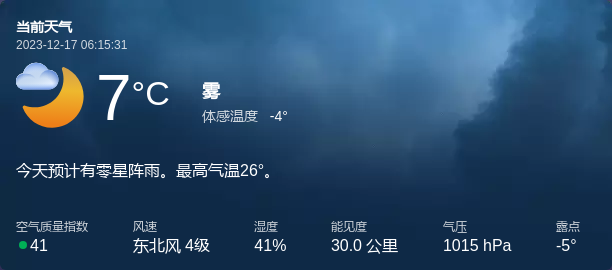 当前天气
2023-12-17 06:15:31
7°C
雾
体感温度 -4°
今天预计有零星阵雨。最高气温26°。
空气质量指数 风速 湿度 能见度 气压 露点
41 东北风 4级 41% 30.0 公里 1015 hPa -5°